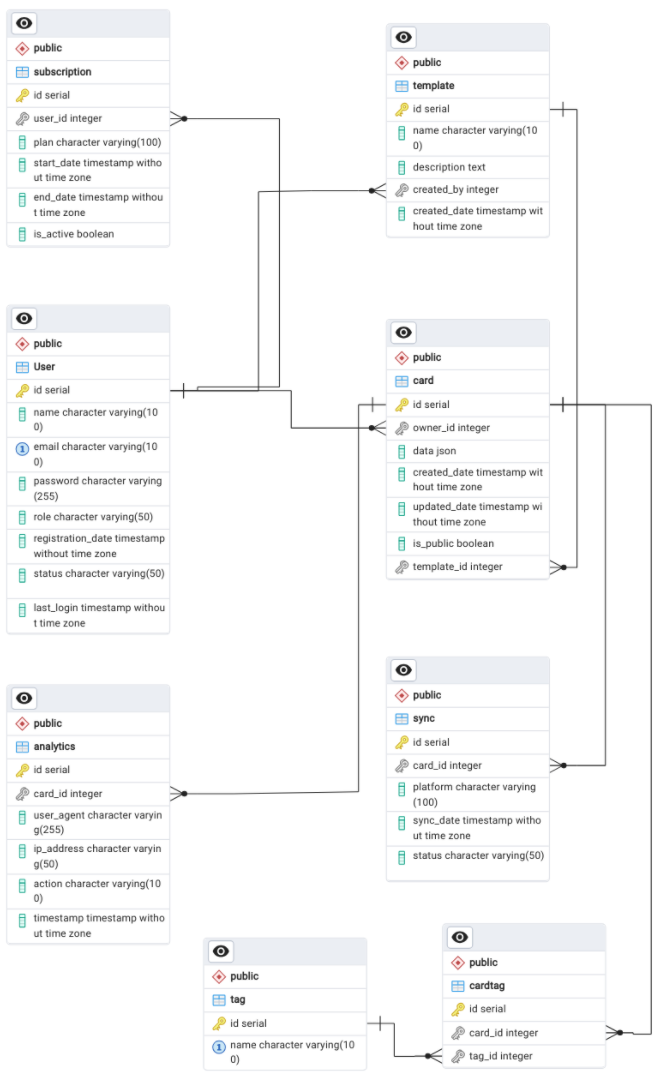 public
subscription
id serial
user_id integer
plan character varying(100)
start_date timestamp witho
ut time zone
end_date timestamp withou
t time zone
is_active boolean
public
template
id serial
name character varying(10
0)
description text
created_by integer
created_date timestamp wit
hout time zone
public
User
id serial
name character varying(10
0)
1
email character varying(10
0)
password character varying
(255)
role character varying(50)
registration_date timestamp
without time zone
status character varying(50)
last_login timestamp withou
t time zone
public
card
id serial
owner_id integer
data json
created_date timestamp wit
hout time zone
updated_date timestamp wi
thout time zone
is_public boolean
template_id integer
public
analytics
id serial
card_id integer
user_agent character varyin
g(255)
ip_address character varyin
g(50)
action character varying(10
0)
timestamp timestamp witho
ut time zone
public
sync
id serial
card_id integer
platform character varying
(100)
sync_date timestamp witho
ut time zone
status character varying(50)
public
tag
id serial
1
name character varying(10
0)
public
cardtag
id serial
card_id integer
tag_id integer